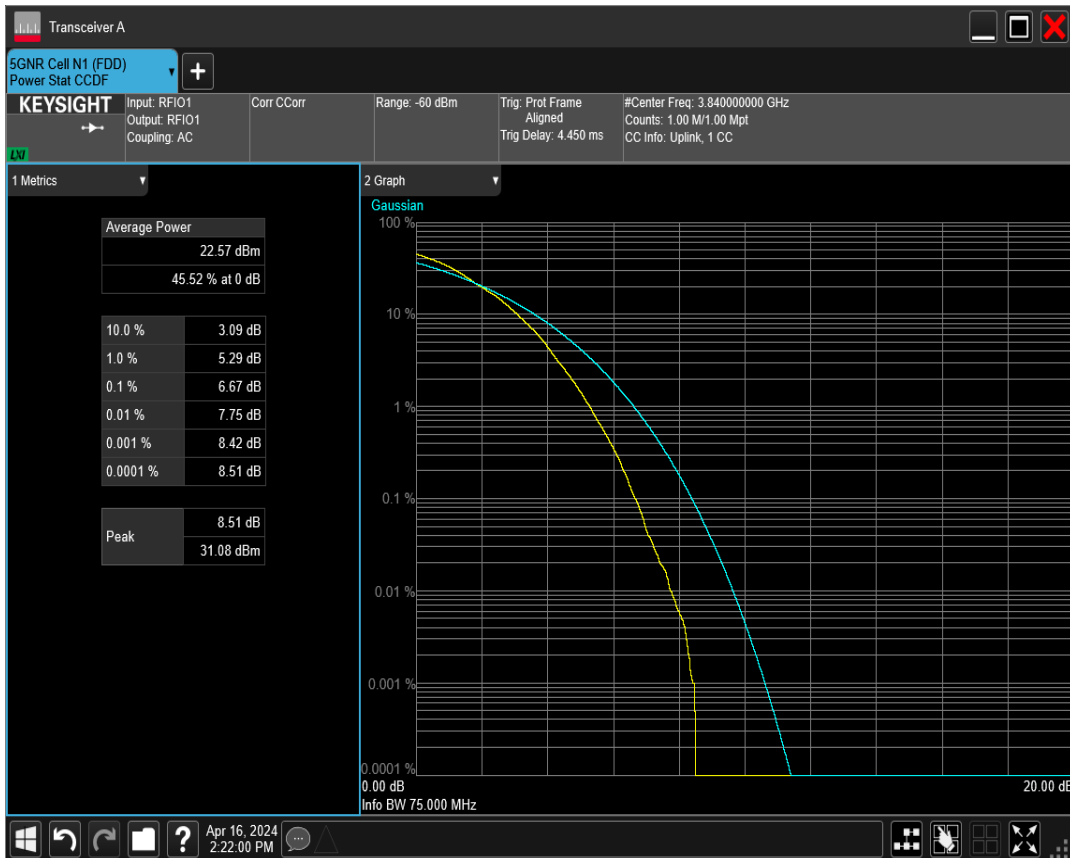 Transceiver A
5GNR Cell N1 (FDD)
Power Stat CCDF
+
KEYSIGHT
LXI
Input: RFIO1
Output: RFIO1
Coupling: AC
Corr CCorr
Range: -60 dBm
Trig: Prot Frame
Aligned
Trig Delay: 4.450 ms
#Center Freq: 3.840000000 GHz
Counts: 1.00 M/1.00 Mpt
CC Info: Uplink, 1 CC
1 Metrics
Average Power
22.57 dBm
45.52 % at 0 dB
10.0 % 3.09 dB
1.0 % 5.29 dB
0.1 % 6.67 dB
0.01 % 7.75 dB
0.001 % 8.42 dB
0.0001 % 8.51 dB
Peak
8.51 dB
31.08 dBm
2 Graph
Gaussian
100 %
10 %
1 %
0.1 %
0.01 %
0.001 %
0.0001 %
0.00 dB 20.00 dB
Info BW 75.000 MHz
?
Apr 16, 2024
2:22:00 PM